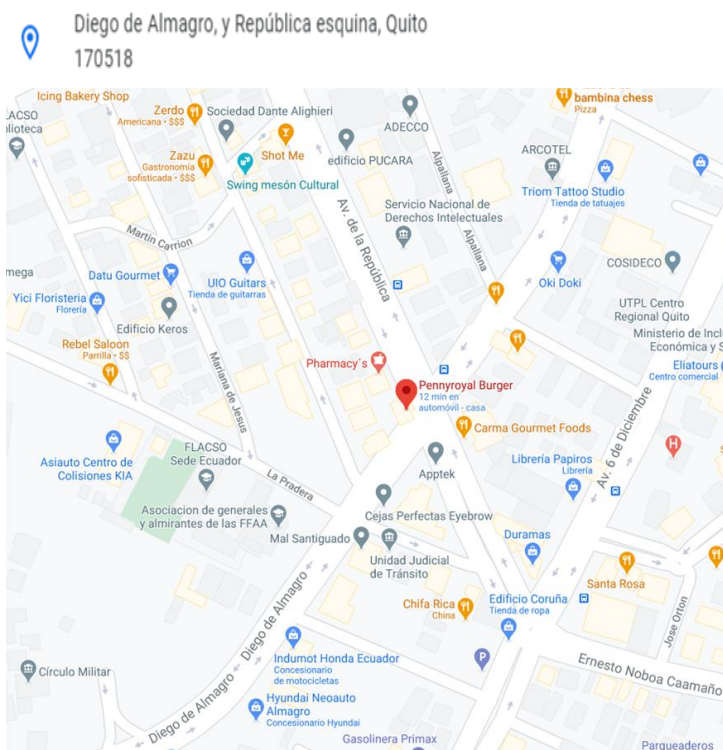 Diego de Almagro, y República esquina, Quito
170518
Icing Bakery Shop
Zerdo
Americana · $$$
Sociedad Dante Alighieri
ADECCO
bambina chess
Pizza
LACSO
blioteca
Zazu
Gastronomía
sofisticada · $$$
Shot Me
edificio PUCARA
Alpallana
ARCOTEL
Swing mesón Cultural
Triom Tattoo Studio
Tienda de tatuajes
Servicio Nacional de
Derechos Intelectuales
Martin Carrion
Av. de la República
Alpallana
mega
Datu Gourmet
UIO Guitars
Tienda de guitarras
Oki Doki
COSIDECO
Yici Floristeria
Florería
Edificio Keros
UTPL Centro
Regional Quito
Rebel Saloon
Parrilla · $$
Mariana de Jesus
Pharmacy´s
Ministerio de Incl
Económica y S
Eliatours
Centro comercial
Pennyroyal Burger
12 min en
automóvil - casa
Carma Gourmet Foods
Av. 6 de Diciembre
Asiauto Centro de
Colisiones KIA
FLACSO
Sede Ecuador
La Pradera
Apptek
Librería Papiros
Librería
Asociacion de generales
y almirantes de las FFAA
Cejas Perfectas Eyebrow
Mal Santiguado
Duramas
Unidad Judicial
de Tránsito
Santa Rosa
Chifa Rica
China
Edificio Coruña
Tienda de ropa
Jose Orton
Diego de Almagro
Indumot Honda Ecuador
Concesionario
de motocicletas
P
H
Círculo Militar
Ernesto Noboa Caamaño
Hyundai Neoauto
Almagro
Concesionario Hyundai
Diego de Almagro
Gasolinera Primax
Parqueaderos